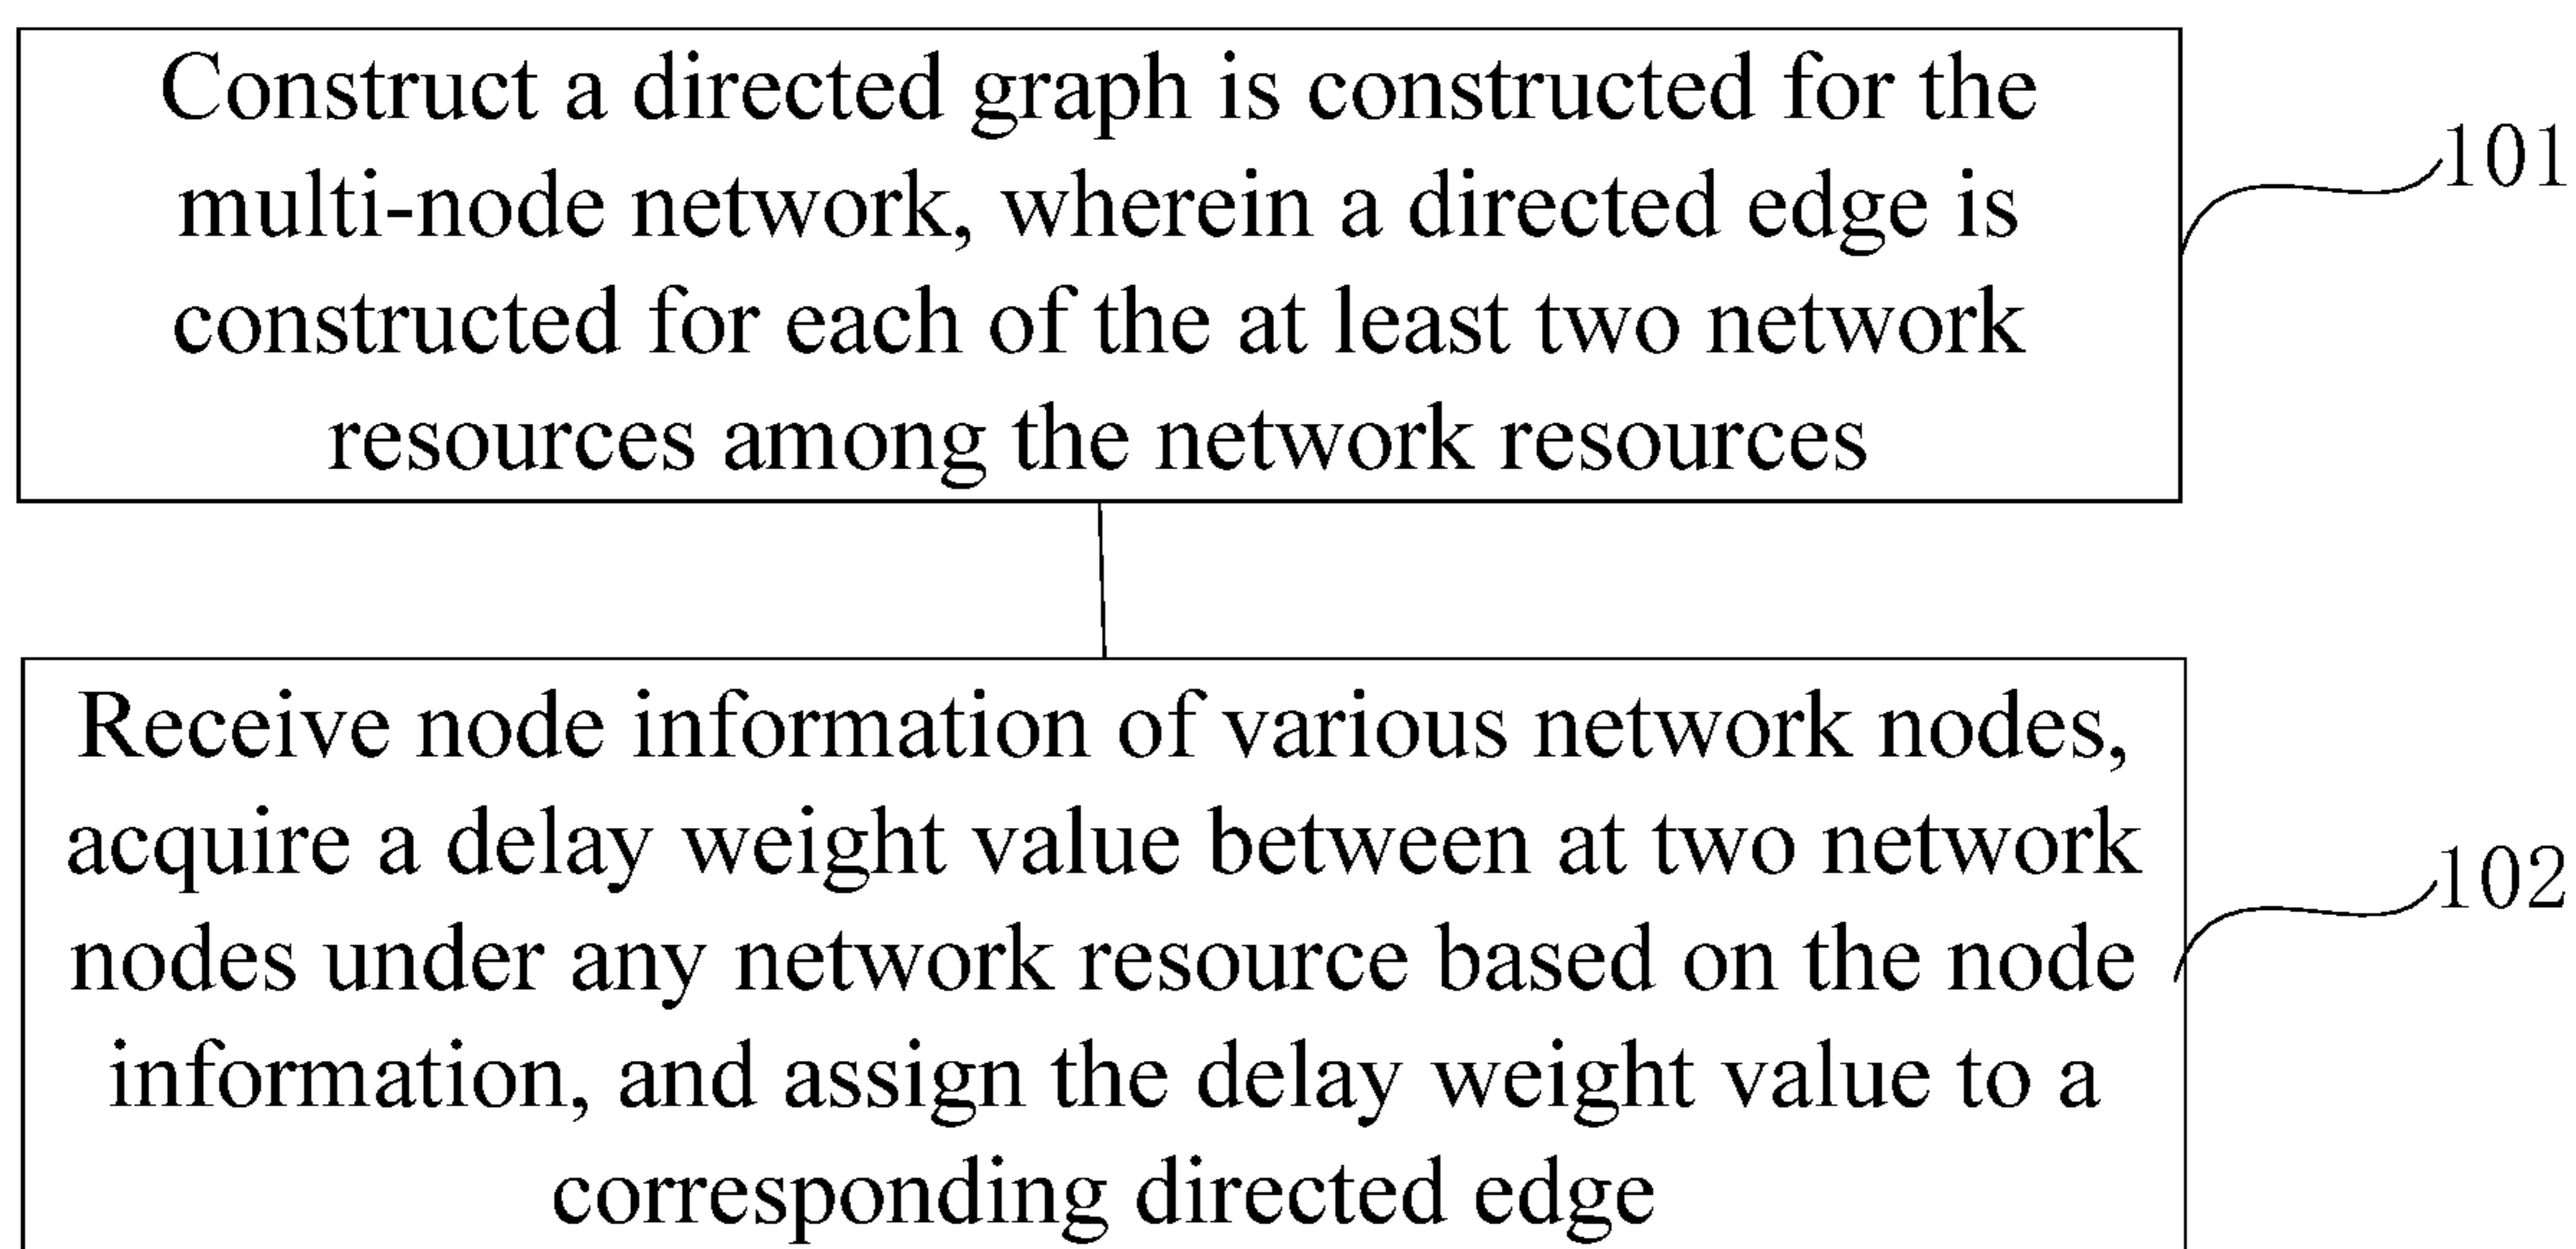 Construct a directed graph is constructed for the
multi-node network, wherein a directed edge is
constructed for each of the at least two network
resources among the network resources
101
Receive node information of various network nodes,
acquire a delay weight value between at two network
nodes under any network resource based on the node
information, and assign the delay weight value to a
corresponding directed edge
102